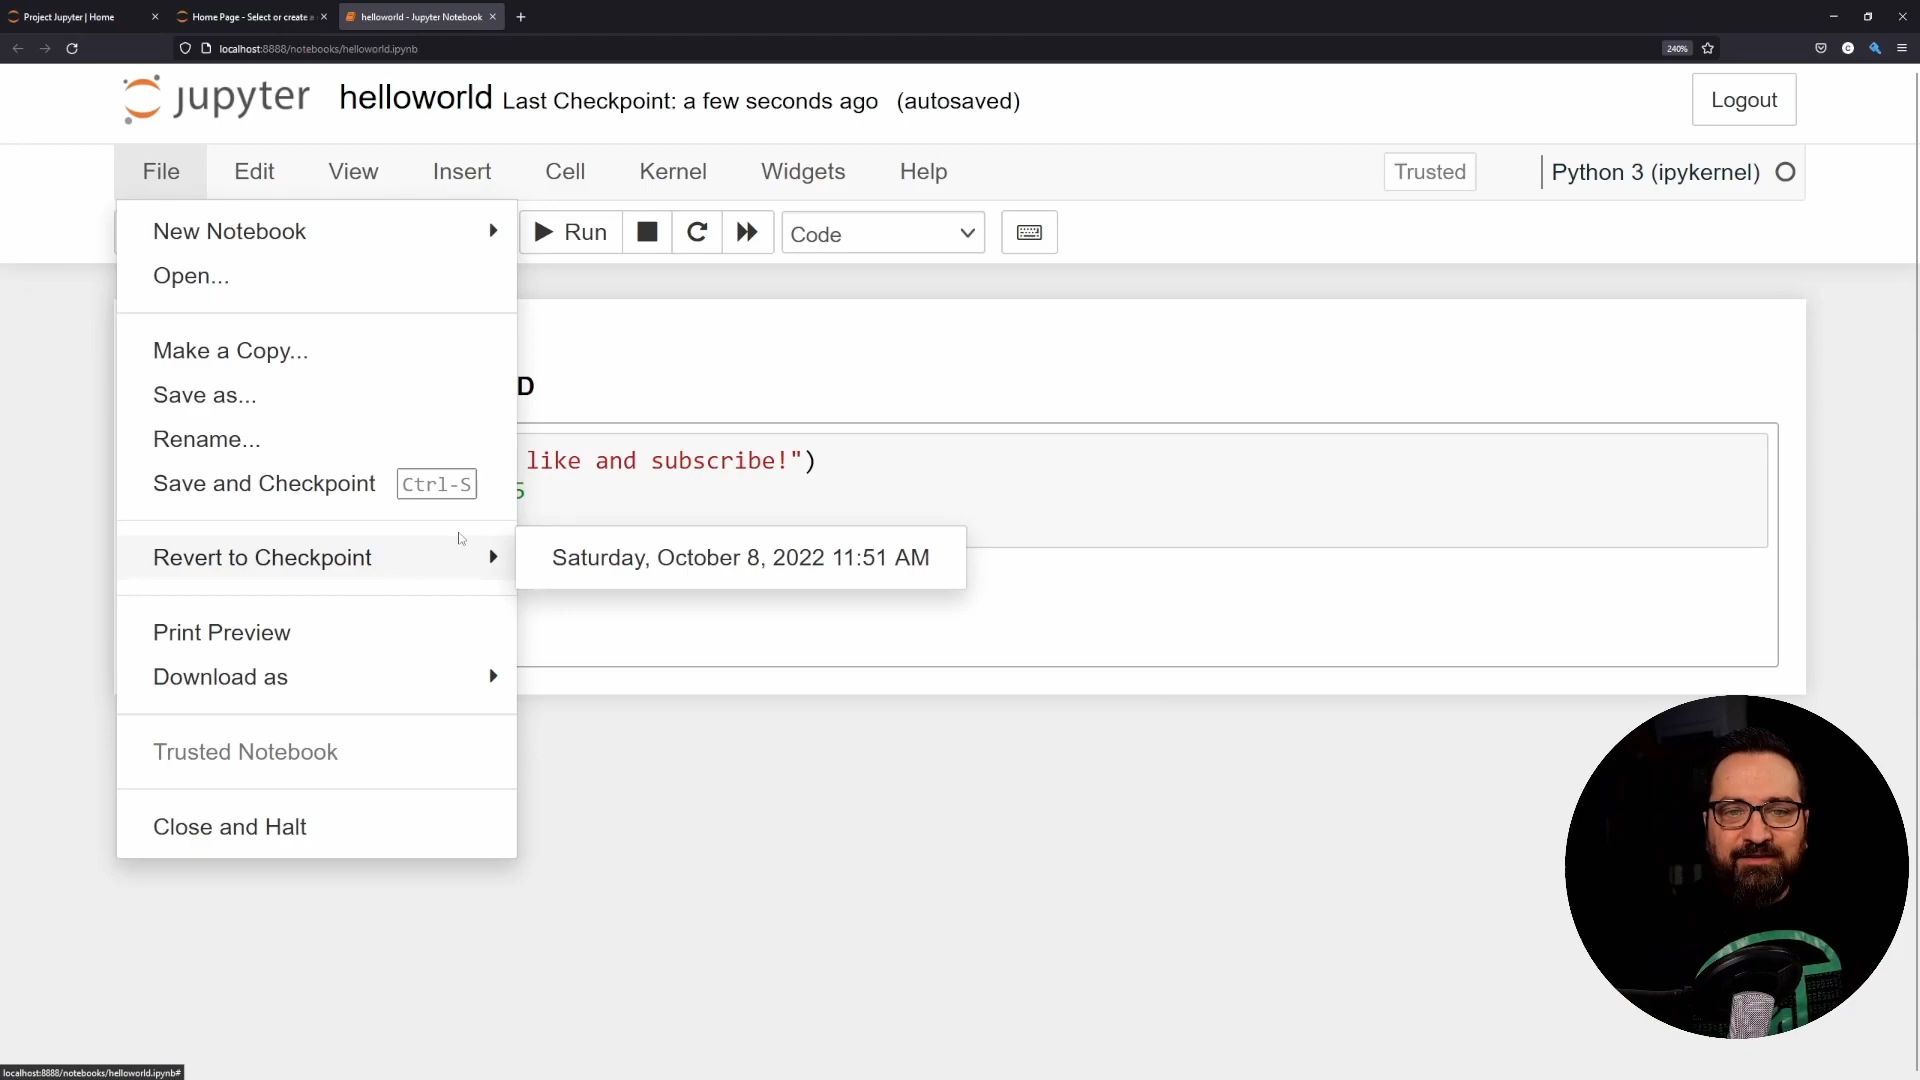 Project Jupyter | Home
Home Page - Select or create a
helloworld - Jupyter Notebook
localhost:8888/notebooks/helloworld.ipynb
240%
jupyter
helloworld Last Checkpoint: a few seconds ago (autosaved)
Logout
File Edit View Insert Cell Kernel Widgets Help
Trusted
Python 3 (ipykernel)
Run
Code
New Notebook
Open...
Make a Copy...
Save as...
Rename...
Save and Checkpoint Ctrl-S
Revert to Checkpoint
Saturday, October 8, 2022 11:51 AM
Print Preview
Download as
Trusted Notebook
Close and Halt
D
like and subscribe!")
5
localhost:8888/notebooks/helloworld.ipynb#